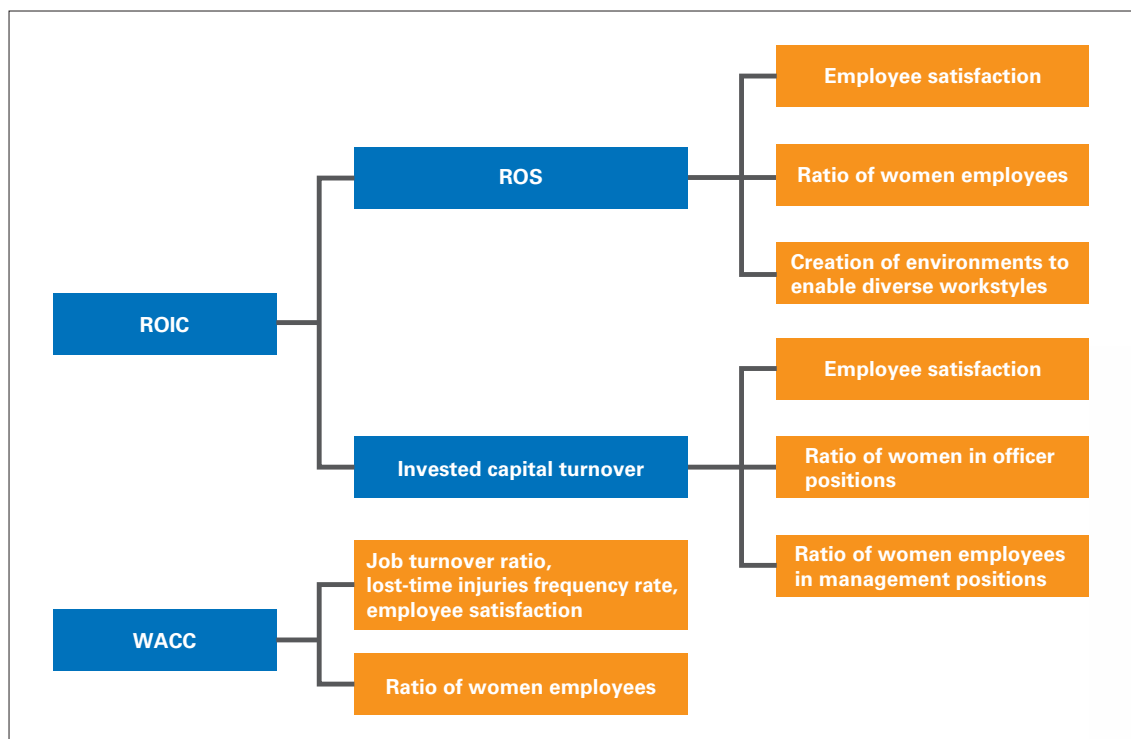 ROIC
ROS
Employee satisfaction
Ratio of women employees
Creation of environments to
enable diverse workstyles
Invested capital turnover
Employee satisfaction
Ratio of women in officer
positions
Ratio of women employees
in management positions
WACC
Job turnover ratio,
lost-time injuries frequency rate,
employee satisfaction
Ratio of women employees